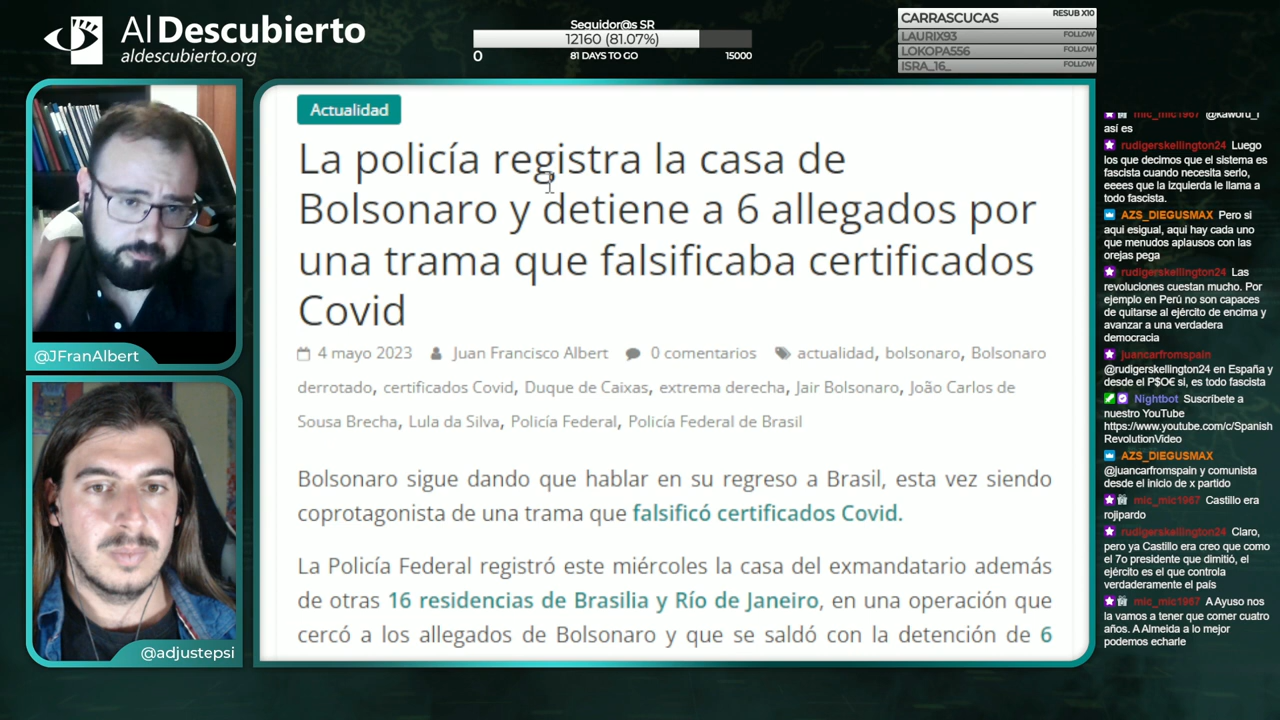 Al Descubierto
aldescubierto.org
Seguidor@s SR
12160 (81.07%)
0
81 DAYS TO GO
15000
CARRASCUCAS
RESUB X10
LAURIX93
FOLLOW
LOKOPA556
FOLLOW
ISRA_16_
FOLLOW
@JFranAlbert
@adjustepsi
Actualidad
La policía registra la casa de
Bolsonaro y detiene a 6 allegados por
una trama que falsificaba certificados
Covid
4 mayo 2023 Juan Francisco Albert 0 comentarios actualidad, bolsonaro, Bolsonaro
derrotado, certificados Covid, Duque de Caixas, extrema derecha, Jair Bolsonaro, João Carlos de
Sousa Brecha, Lula da Silva, Policía Federal, Policía Federal de Brasil
Bolsonaro sigue dando que hablar en su regreso a Brasil, esta vez siendo
coprotagonista de una trama que falsificó certificados Covid.
La Policía Federal registró este miércoles la casa del exmandatario además
de otras 16 residencias de Brasilia y Río de Janeiro, en una operación que
cercó a los allegados de Bolsonaro y que se saldó con la detención de 6
mic_mic1967
así es
rudigerskellington24 Luego
los que decimos que el sistema es
fascista cuando necesita serlo,
eeees que la izquierda le llama a
todo fascista.
AZS_DIEGUSMAX Pero si
aqui esigual, aqui hay cada uno
que menudos aplausos con las
orejas pega
rudigerskellington24 Las
revoluciones cuestan mucho. Por
ejemplo en Perú no son capaces
de quitarse al ejército de encima y
avanzar a una verdadera
democracia
juancarfromspain
@rudigerskellington24 en España y
desde el P$O€ si, es todo fascista
Nightbot Suscríbete a
nuestro YouTube
https://www.youtube.com/c/Spanish
RevolutionVideo
AZS_DIEGUSMAX
@juancarfromspain y comunista
desde el inicio de x partido
mic_mic1967 Castillo era
rojipardo
rudigerskellington24 Claro,
pero ya Castillo era creo que como
el 7o presidente que dimitió, el
ejército es el que controla
verdaderamente el país
mic_mic1967 A Ayuso nos
la vamos a tener que comer cuatro
años. A Almeida a lo mejor
podemos echarle